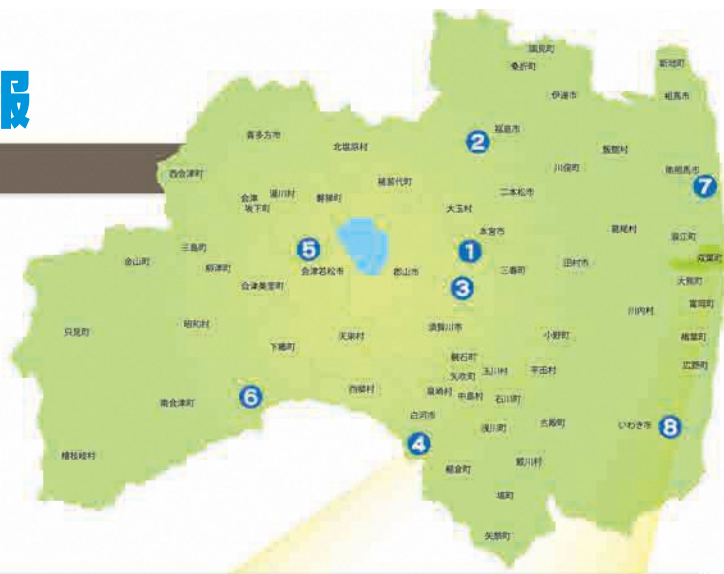 報
国見町
桑折町
新地町
伊達市
相馬市
喜多方市
2
福島市
北塩原村
飯舘村
西会津町
川俣町
南相馬市
7
猪苗代町
会津
坂下町
湯川村
磐梯町
二本松市
大玉村
葛尾村
本宮市
浪江町
三島町
5
1
金山町
柳津町
会津若松市
郡山市
三春町
田村市
双葉町
会津美里町
3
大熊町
富岡町
川内村
只見町
昭和村
天栄村
須賀川市
小野町
楢葉町
下郷町
鏡石町
広野町
矢吹町
玉川村
平田村
西郷村
泉崎村
中島村
石川町
南会津町
6
白河市
4
浅川町
古殿町
いわき市
8
檜枝岐村
棚倉町
鮫川村
塙町
矢祭町